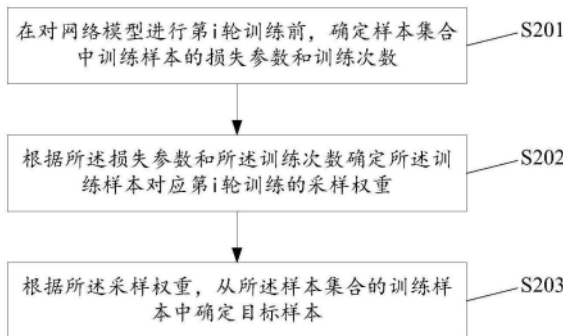 在对网络模型进行第i轮训练前，确定样本集合
中训练样本的损失参数和训练次数
S201
根据所述损失参数和所述训练次数确定所述训
练样本对应第i轮训练的采样权重
S202
根据所述采样权重，从所述样本集合的训练样
本中确定目标样本
S203